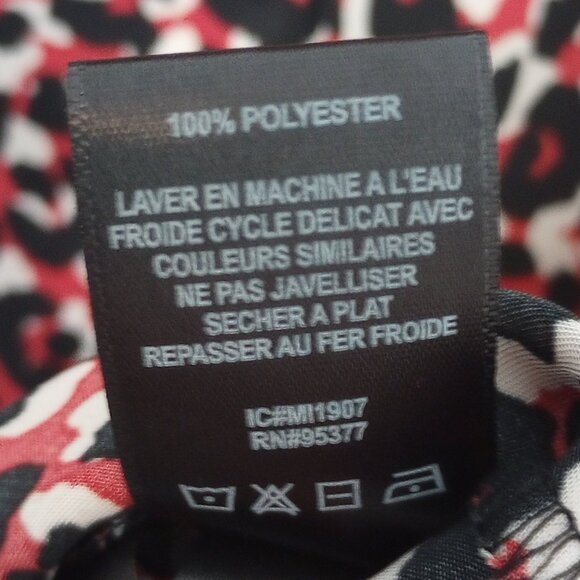 100% POLYESTER
LAVER EN MACHINE A L'EAU
FROIDE CYCLE DELICAT AVEC
COULEURS SIMILAIRES
NE PAS JAVELLISER
SECHER A PLAT
REPASSER AU FER FROIDE
IC#MI1907
RN#95377